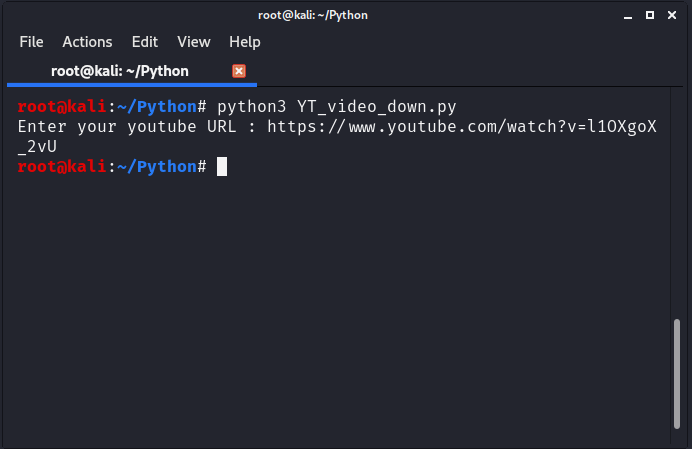 root@kali: ~/Python
File Actions Edit View Help
root@kali: ~/Python
root@kali:~/Python# python3 YT_video_down.py
Enter your youtube URL : https://www.youtube.com/watch?v=l1OXgoX
_2vU
root@kali:~/Python#